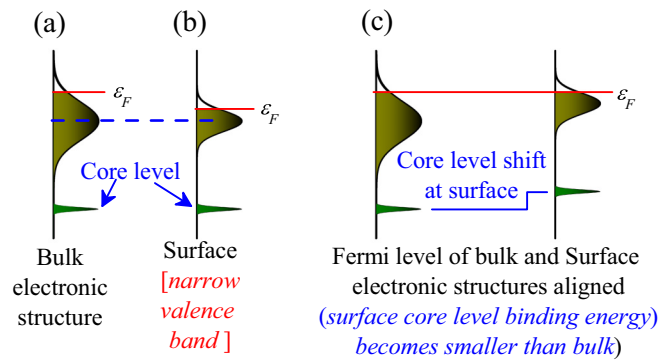 (a)
(b)
(c)
ε_F
ε_F
ε_F
Core level
Core level shift
at surface
Bulk
electronic
structure
Surface
[narrow
valence
band ]
Fermi level of bulk and Surface
electronic structures aligned
(surface core level binding energy)
becomes smaller than bulk)